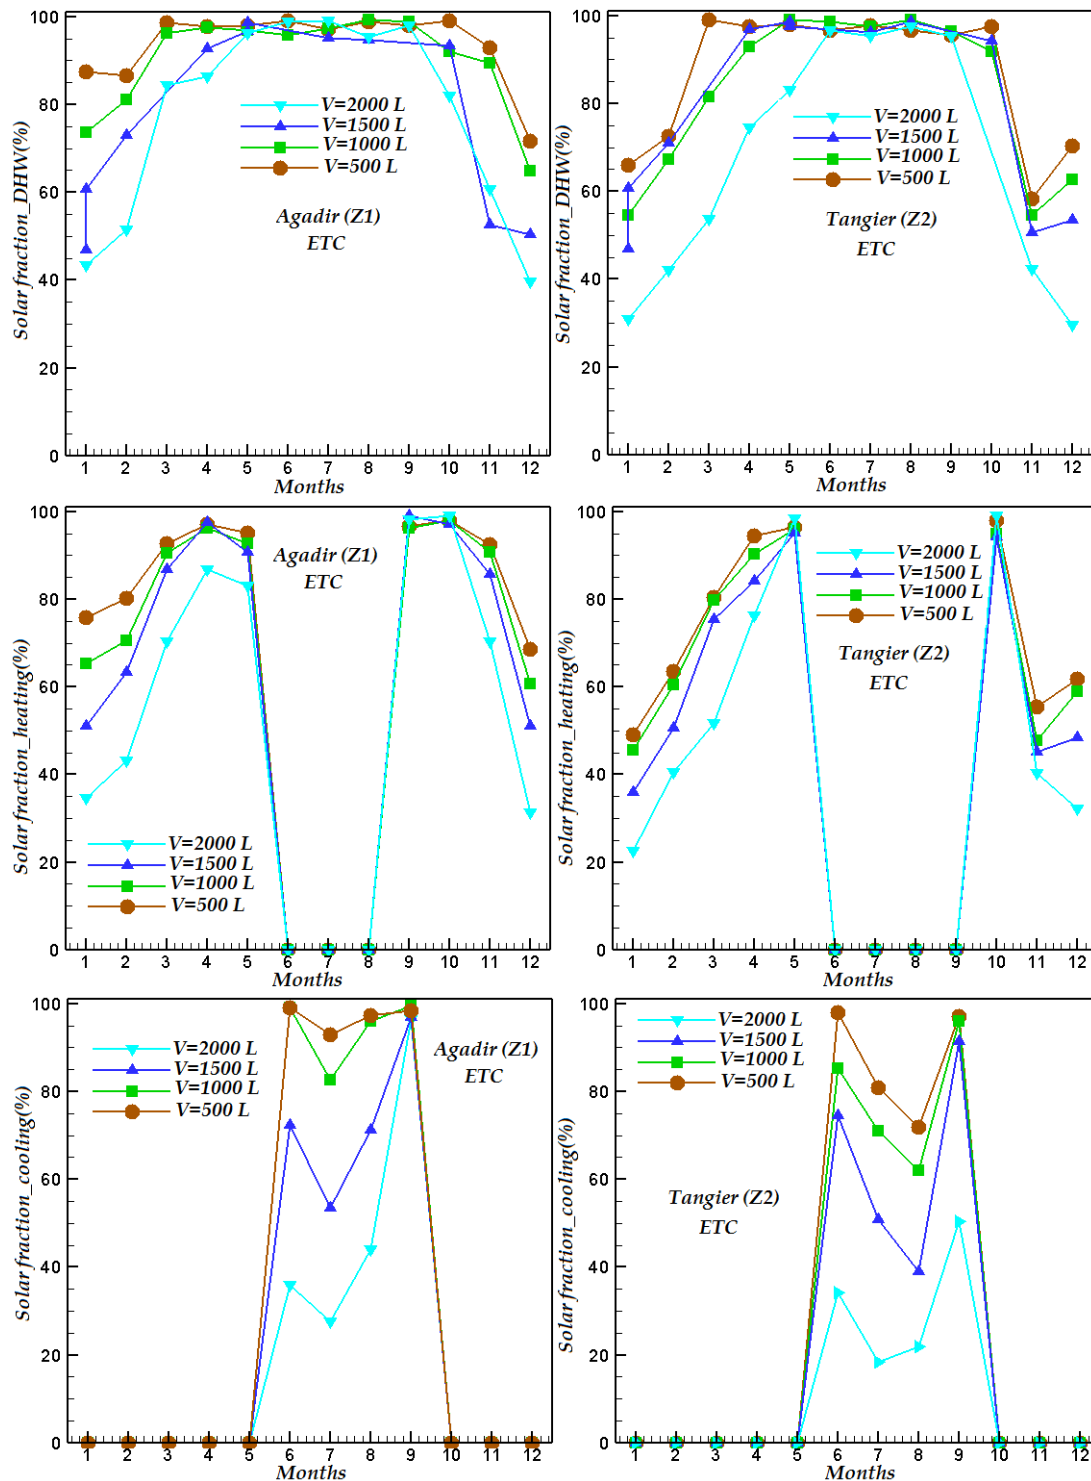 100
80
60
40
20
0
Solar fraction_DHW(%)
V=2000 L
V=1500 L
V=1000 L
V=500 L
Agadir (Z1)
ETC
1 2 3 4 5 6 7 8 9 10 11 12
Months
100
80
60
40
20
0
Solar fraction_DHW(%)
V=2000 L
V=1500 L
V=1000 L
V=500 L
Tangier (Z2)
ETC
1 2 3 4 5 6 7 8 9 10 11 12
Months
100
80
60
40
20
0
Solar fraction_heating(%)
Agadir (Z1)
ETC
V=2000 L
V=1500 L
V=1000 L
V=500 L
1 2 3 4 5 6 7 8 9 10 11 12
Months
100
80
60
40
20
0
Solar fraction_heating(%)
V=2000 L
V=1500 L
V=1000 L
V=500 L
Tangier (Z2)
ETC
1 2 3 4 5 6 7 8 9 10 11 12
Months
100
80
60
40
20
0
Solar fraction_cooling(%)
V=2000 L
V=1500 L
V=1000 L
V=500 L
Agadir (Z1)
ETC
1 2 3 4 5 6 7 8 9 10 11 12
Months
100
80
60
40
20
0
Solar fraction_cooling(%)
V=2000 L
V=1500 L
V=1000 L
V=500 L
Tangier (Z2)
ETC
1 2 3 4 5 6 7 8 9 10 11 12
Months